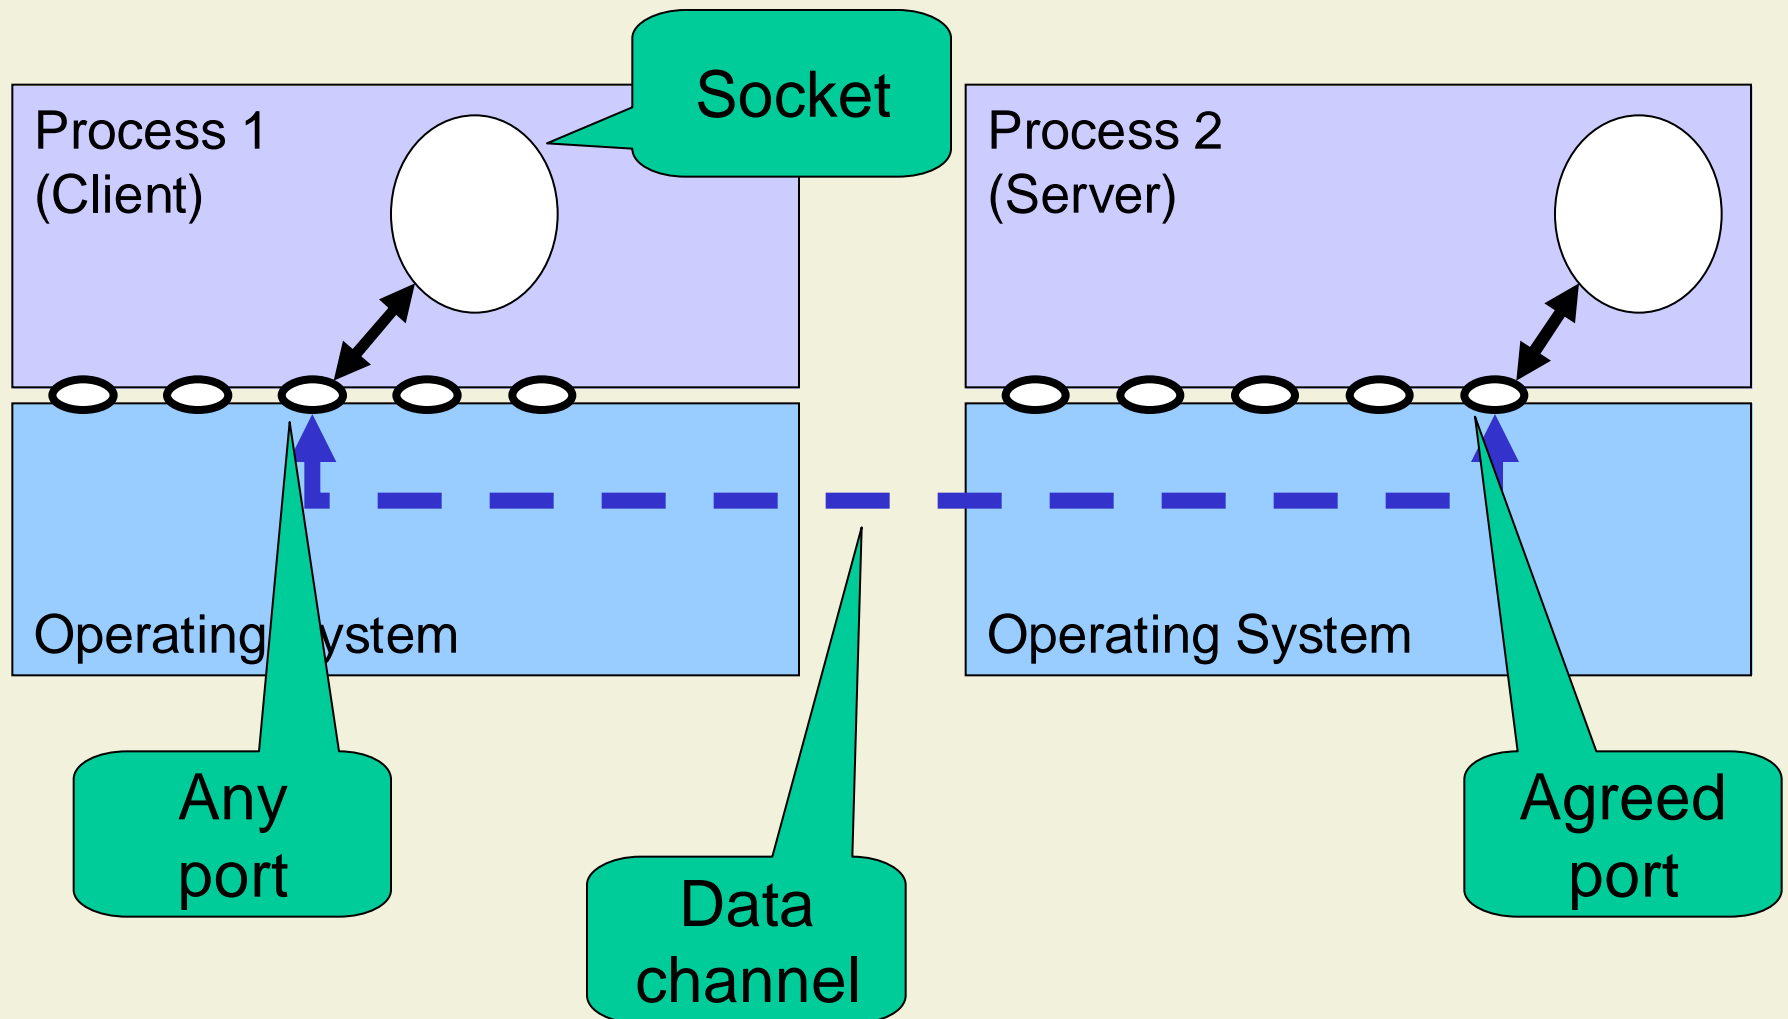 Socket
Process 1
(Client)
Process 2
(Server)
Operating System
Operating System
Any
port
Data
channel
Agreed
port